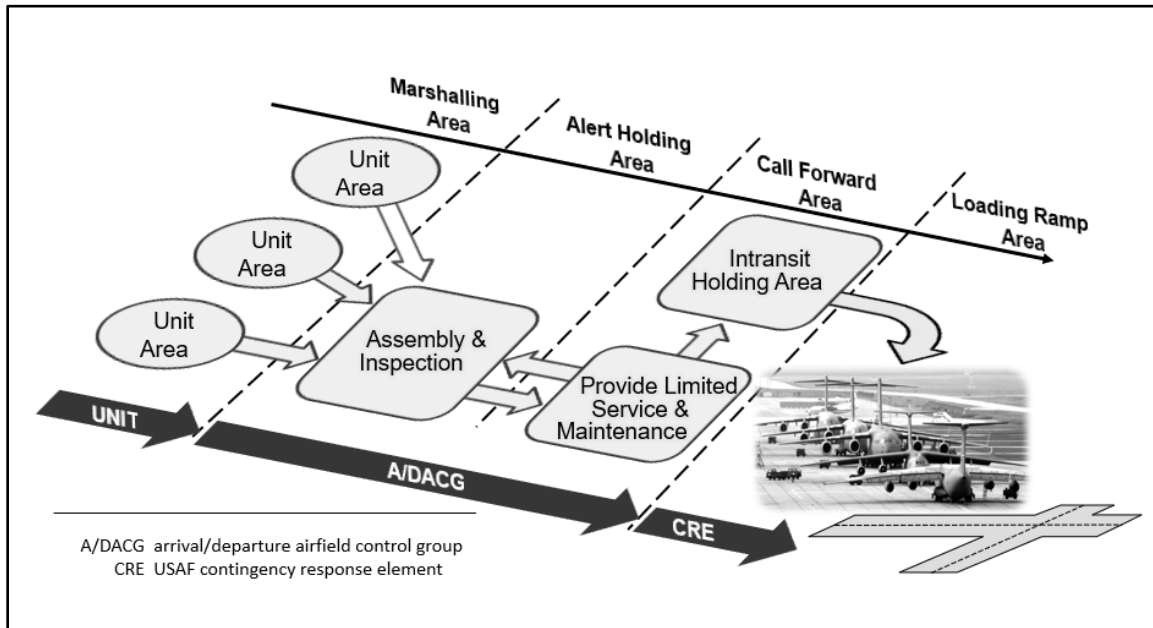 Marshalling
Area
Alert Holding
Area
Call Forward
Area
Loading Ramp
Area
Unit
Area
Unit
Area
Unit
Area
Assembly &
Inspection
Provide Limited
Service &
Maintenance
Intransit
Holding Area
UNIT
A/DACG
CRE
A/DACG arrival/departure airfield control group
CRE USAF contingency response element